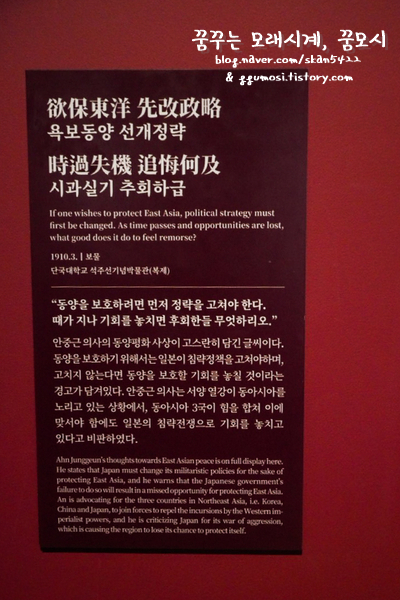 꿈꾸는 모래시계, 꿈모시
blog.naver.com/skan5422
& ggumosi.tistory.com
欲保東洋 先改政略
욕보동양 선개정략
時過失機 追悔何及
시과실기 추회하급
If one wishes to protect East Asia, political strategy must
first be changed. As time passes and opportunities are lost,
what good does it do to feel remorse?
1910.3. | 보물
단국대학교 석주선기념박물관(복제)
“동양을 보호하려면 먼저 정략을 고쳐야 한다.
때가 지나 기회를 놓치면 후회한들 무엇하리오.”
안중근 의사의 동양평화 사상이 고스란히 담긴 글씨이다.
동양을 보호하기 위해서는 일본이 침략정책을 고쳐야하며,
고치지 않는다면 동양을 보호할 기회를 놓칠 것이라는
경고가 담겨있다. 안중근 의사는 서양 열강이 동아시아를
노리고 있는 상황에서, 동아시아 3국이 힘을 합쳐 이에
맞서야 함에도 일본의 침략전쟁으로 기회를 놓치고
있다고 비판하였다.
Ahn Junggeun's thoughts towards East Asian peace is on full display here.
He states that Japan must change its militaristic policies for the sake of
protecting East Asia, and he warns that the Japanese government's
failure to do so will result in a missed opportunity for protecting East Asia.
An is advocating for the three countries in Northeast Asia, i.e. Korea,
China and Japan, to join forces to repel the incursions by the Western im-
perialist powers, and he is criticizing Japan for its war of aggression,
which is causing the region to lose its chance to protect itself.